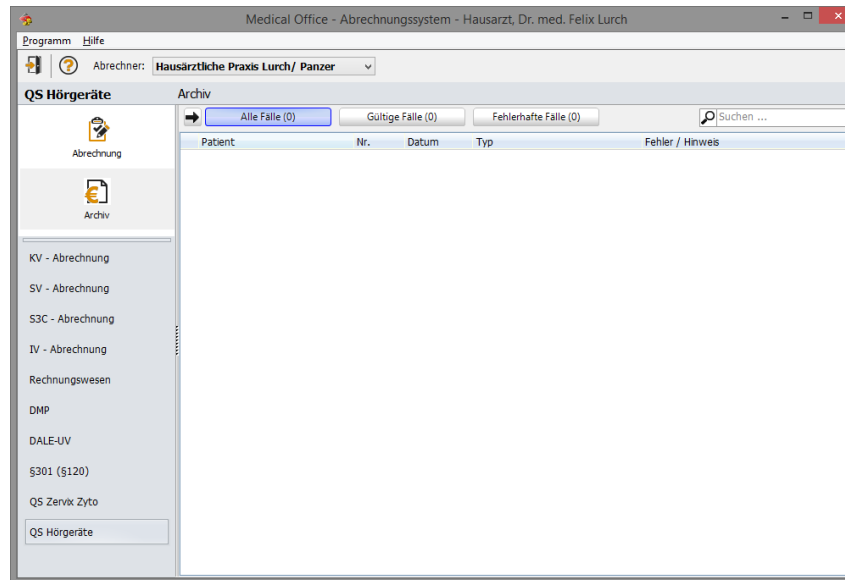 Medical Office - Abrechnungssystem - Hausarzt, Dr. med. Felix Lurch
Programm Hilfe
Abrechner: Hausärztliche Praxis Lurch/ Panzer
QS Hörgeräte
Archiv
Alle Fälle (0) Gültige Fälle (0) Fehlerhafte Fälle (0) Suchen ...
Patient Nr. Datum Typ Fehler / Hinweis
Abrechnung
Archiv
KV - Abrechnung
SV - Abrechnung
S3C - Abrechnung
IV - Abrechnung
Rechnungswesen
DMP
DALE-UV
§301 (§120)
QS Zervix Zyto
QS Hörgeräte